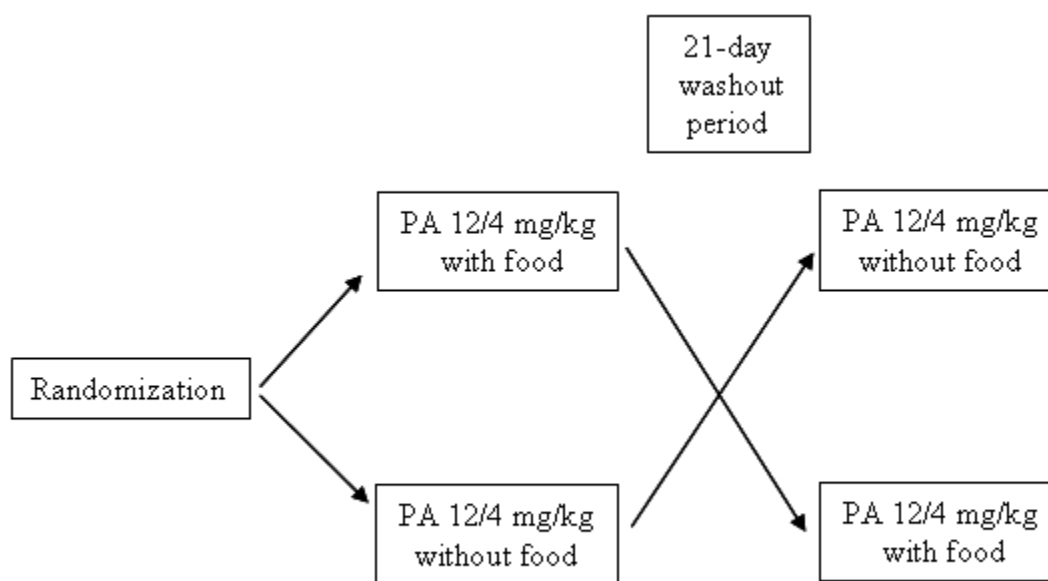 21-day
washout
period
PA 12/4 mg/kg
with food
PA 12/4 mg/kg
without food
Randomization
PA 12/4 mg/kg
without food
PA 12/4 mg/kg
with food